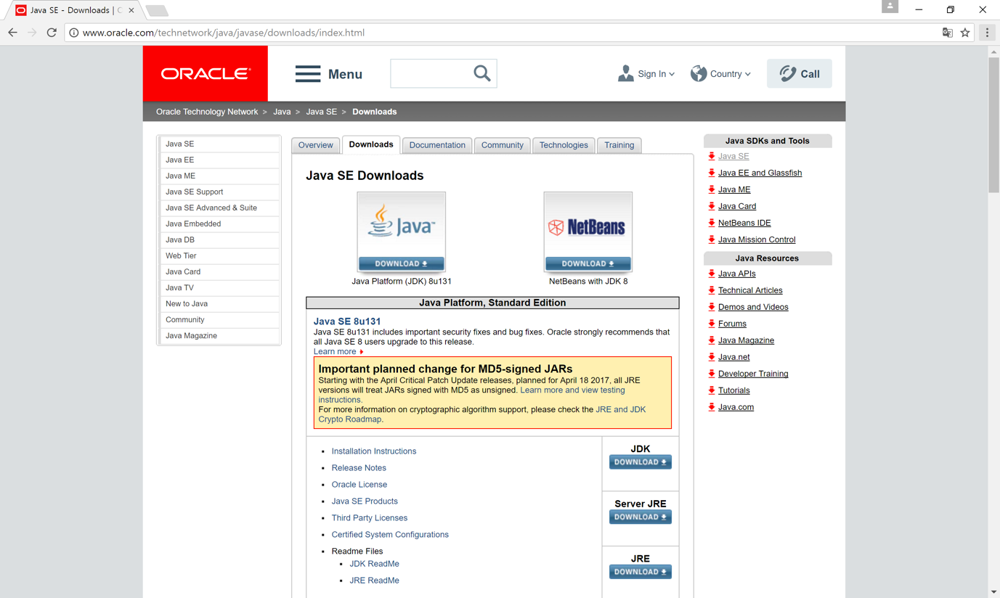 Java SE - Downloads |
www.oracle.com/technetwork/java/javase/downloads/index.html
ORACLE
Menu
Sign In
Country
Call
Oracle Technology Network > Java > Java SE > Downloads
Java SE
Java EE
Java ME
Java SE Support
Java SE Advanced & Suite
Java Embedded
Java DB
Web Tier
Java Card
Java TV
New to Java
Community
Java Magazine
Overview
Downloads
Documentation
Community
Technologies
Training
Java SE Downloads
Java™
DOWNLOAD
Java Platform (JDK) 8u131
NetBeans
DOWNLOAD
NetBeans with JDK 8
Java Platform, Standard Edition
Java SE 8u131
Java SE 8u131 includes important security fixes and bug fixes. Oracle strongly recommends that
all Java SE 8 users upgrade to this release.
Learn more
Important planned change for MD5-signed JARs
Starting with the April Critical Patch Update releases, planned for April 18 2017, all JRE
versions will treat JARs signed with MD5 as unsigned. Learn more and view testing
instructions.
For more information on cryptographic algorithm support, please check the JRE and JDK
Crypto Roadmap.
Installation Instructions
Release Notes
Oracle License
Java SE Products
Third Party Licenses
Certified System Configurations
Readme Files
JDK ReadMe
JRE ReadMe
JDK
DOWNLOAD
Server JRE
DOWNLOAD
JRE
DOWNLOAD
Java SDKs and Tools
Java SE
Java EE and Glassfish
Java ME
Java Card
NetBeans IDE
Java Mission Control
Java Resources
Java APIs
Technical Articles
Demos and Videos
Forums
Java Magazine
Java.net
Developer Training
Tutorials
Java.com